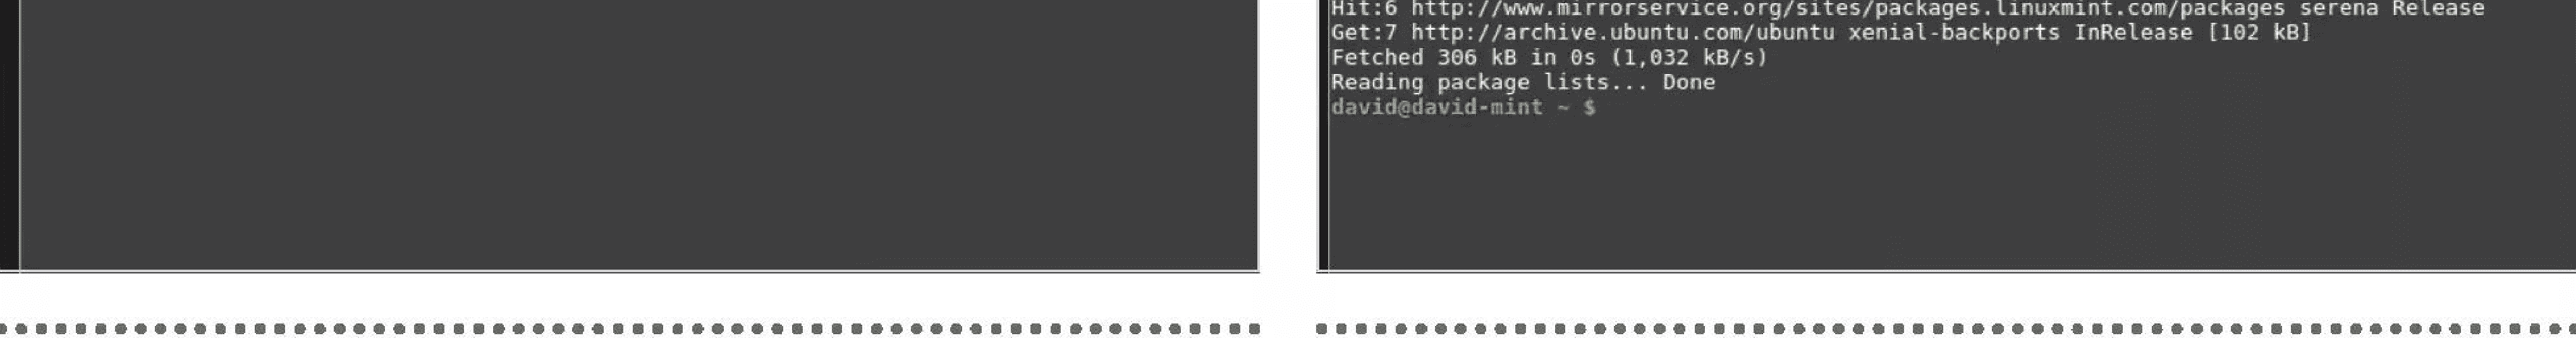 Hit:6 http://www.mirrorservice.org/sites/packages.linuxmint.com/packages serena Release
Get:7 http://archive.ubuntu.com/ubuntu xenial-backports InRelease [102 kB]
Fetched 306 kB in 0s (1,032 kB/s)
Reading package lists... Done
david@david-mint ~ $